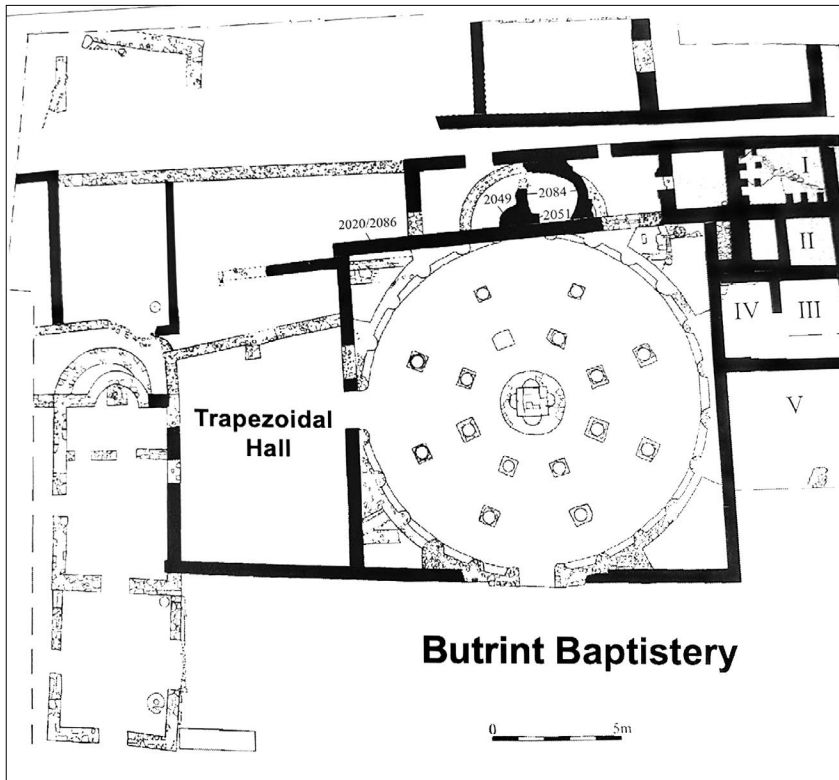 I
2084
2049
2051
2020/2086
II
IV
III
V
Trapezoidal
Hall
Butrint Baptistery
0
5m